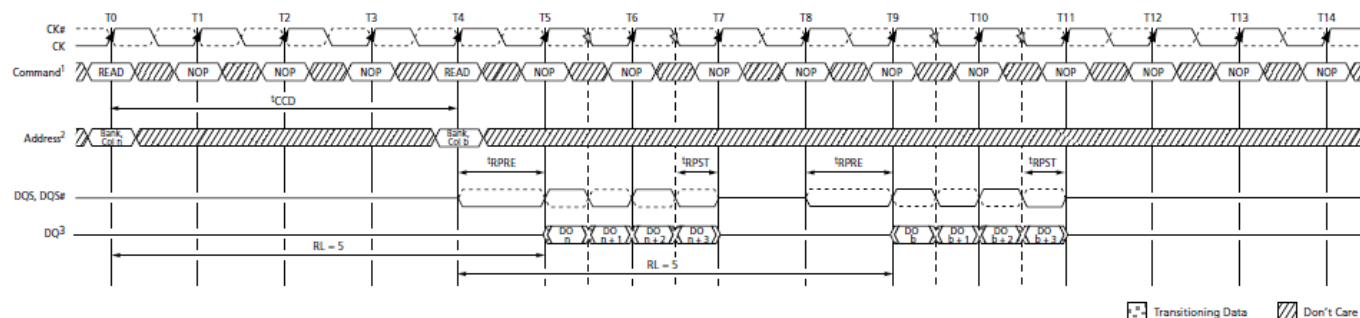 T0 T1 T2 T3 T4 T5 T6 T7 T8 T9 T10 T11 T12 T13 T14
CK#
CK
Command1 READ NOP NOP NOP READ NOP NOP NOP NOP NOP NOP NOP NOP NOP NOP
tCCD
Address2 Bank, Col n Bank, Col b
tRPRE tRPST tRPRE tRPST
DQS, DQS#
DQ3 DO n DO n + 1 DO n + 2 DO n + 3 DO b DO b + 1 DO b + 2 DO b + 3
RL = 5
RL = 5
Transitioning Data Don't Care